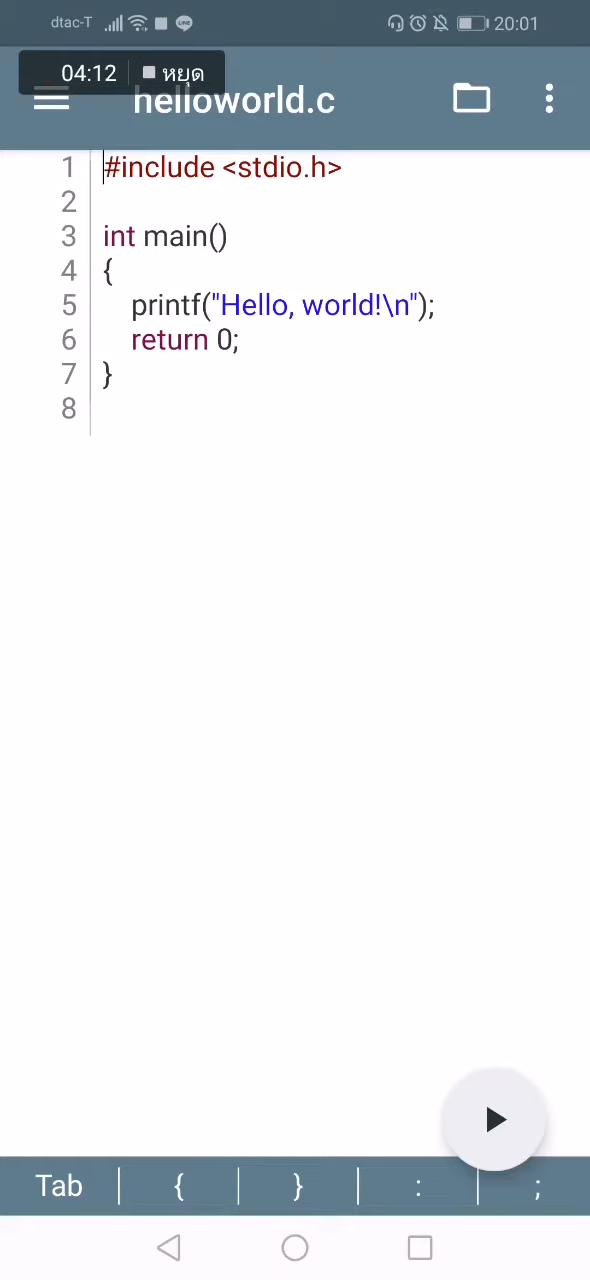 dtac-T LINE 20:01
04:12 หยุด
helloworld.c
1 #include <stdio.h>
2
3 int main()
4 {
5 printf("Hello, world!\n");
6 return 0;
7 }
8
Tab { } : ;